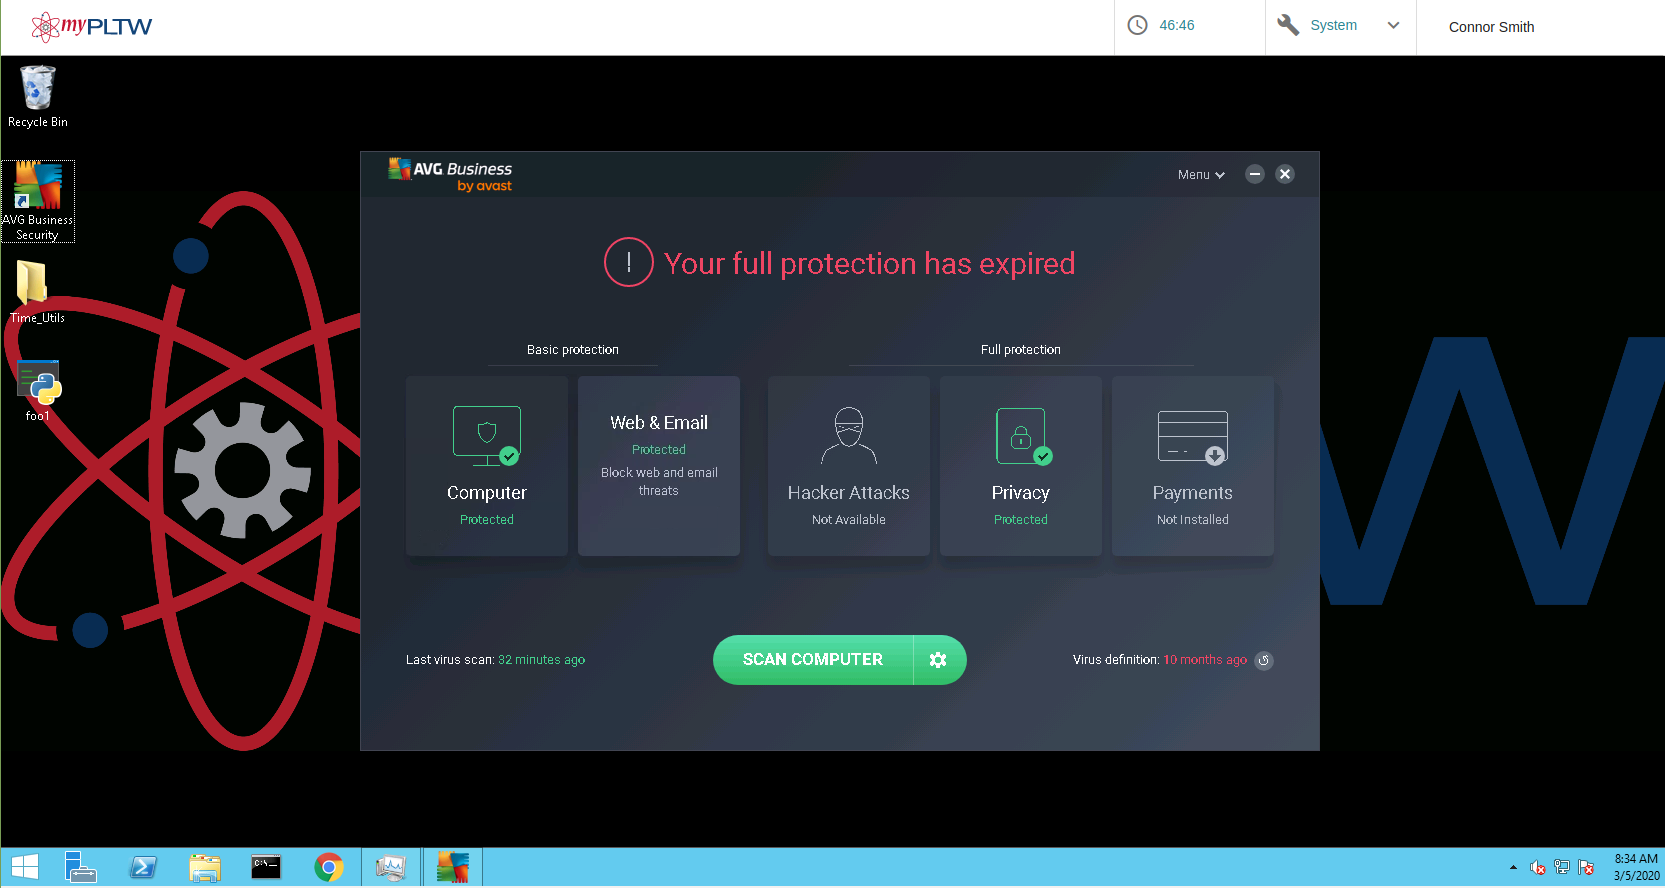 myPLTW
46:46
System
Connor Smith
Recycle Bin
AVG Business
Security
Time_Utils
foo1
AVG Business
by avast
Menu
Your full protection has expired
Basic protection
Full protection
Computer
Protected
Web & Email
Protected
Block web and email
threats
Hacker Attacks
Not Available
Privacy
Protected
Payments
Not Installed
Last virus scan: 32 minutes ago
SCAN COMPUTER
Virus definition: 10 months ago
W
C:\_
8:34 AM
3/5/2020